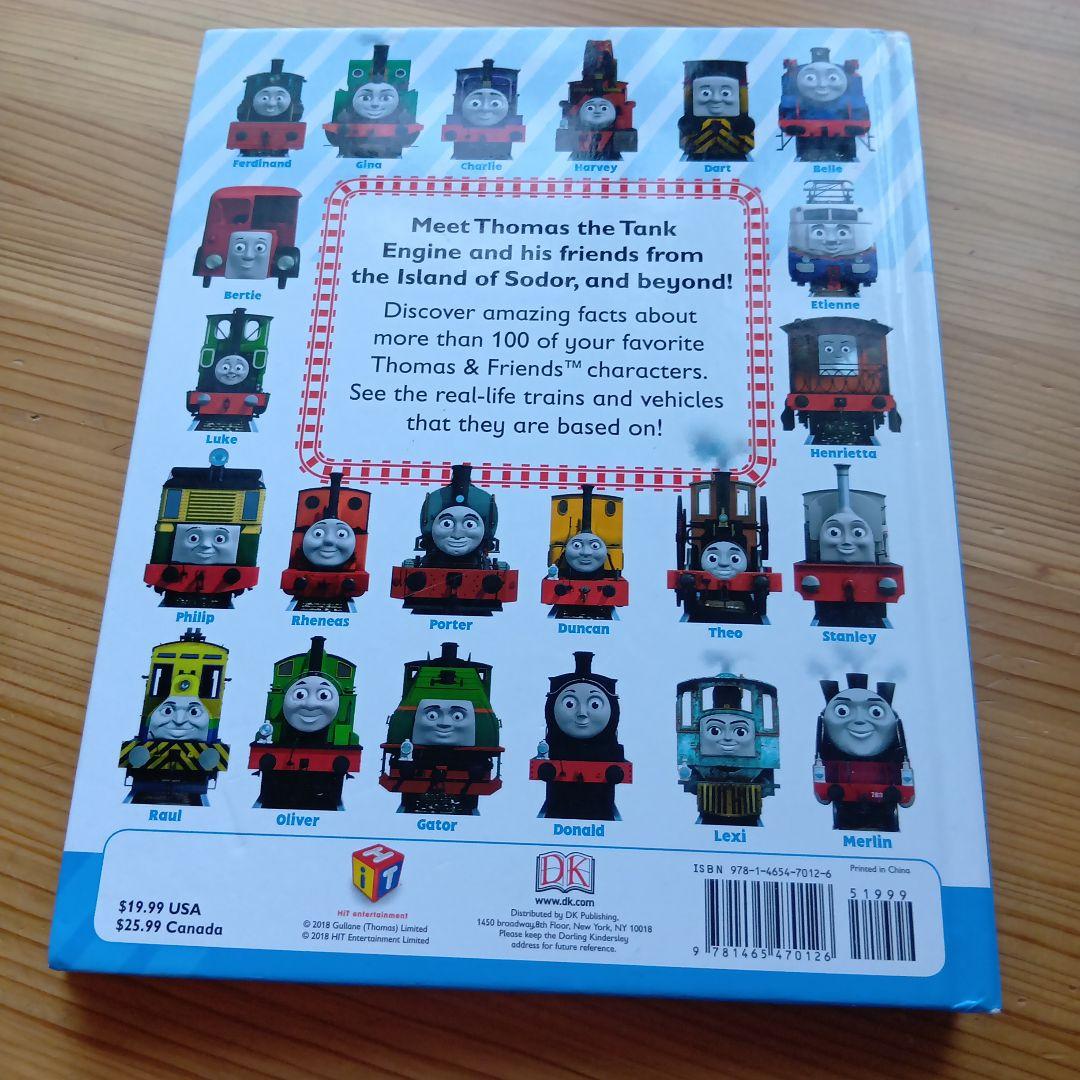 Ferdinand
Gina
Charlie
Harvey
Dart
Belle
Meet Thomas the Tank
Engine and his friends from
the Island of Sodor, and beyond!
Discover amazing facts about
more than 100 of your favorite
Thomas & Friends™ characters.
See the real-life trains and vehicles
that they are based on!
Bertie
Etienne
Luke
Henrietta
Philip
Rheneas
Porter
Duncan
Theo
Stanley
Raul
Oliver
Gator
Donald
Lexi
Merlin
$19.99 USA
$25.99 Canada
HiT
HiT entertainment
© 2018 Gullane (Thomas) Limited
© 2018 HIT Entertainment Limited
DK
www.dk.com
Distributed by DK Publishing,
1450 broadway,8th Floor, New York, NY 10018
Please keep the Dorling Kindersley
address for future reference.
ISBN 978-1-4654-7012-6
Printed in China
51999
9 781465 470126